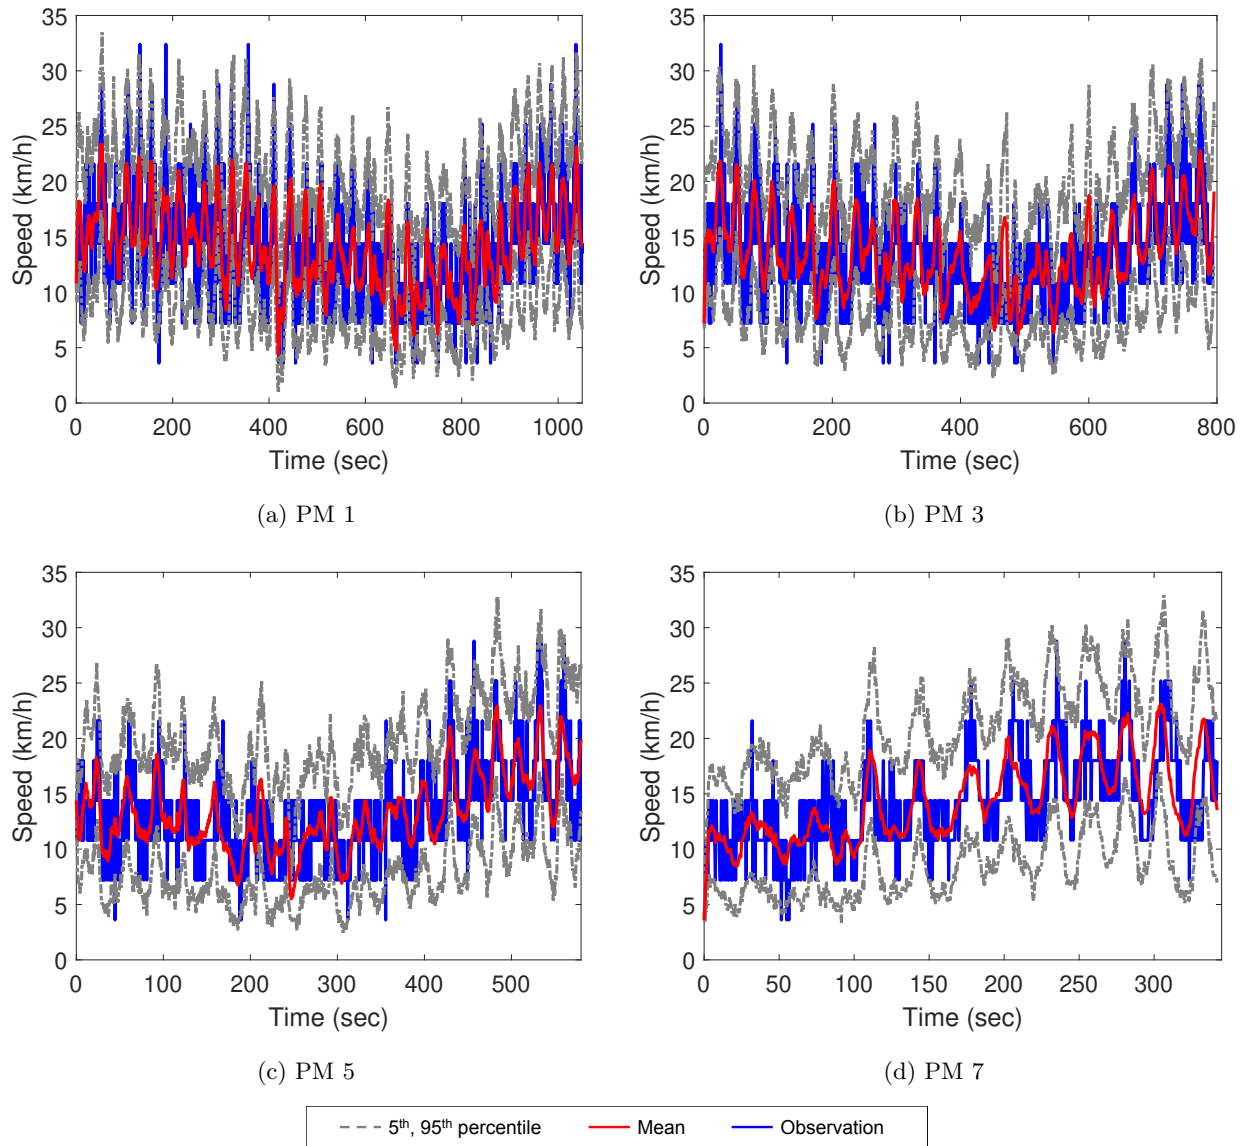 35
30
25
20
15
10
5
0
Speed (km/h)
0 200 400 600 800 1000
Time (sec)
(a) PM 1
35
30
25
20
15
10
5
0
Speed (km/h)
0 200 400 600 800
Time (sec)
(b) PM 3
35
30
25
20
15
10
5
0
Speed (km/h)
0 100 200 300 400 500
Time (sec)
(c) PM 5
35
30
25
20
15
10
5
0
Speed (km/h)
0 50 100 150 200 250 300
Time (sec)
(d) PM 7
5th, 95th percentile Mean Observation